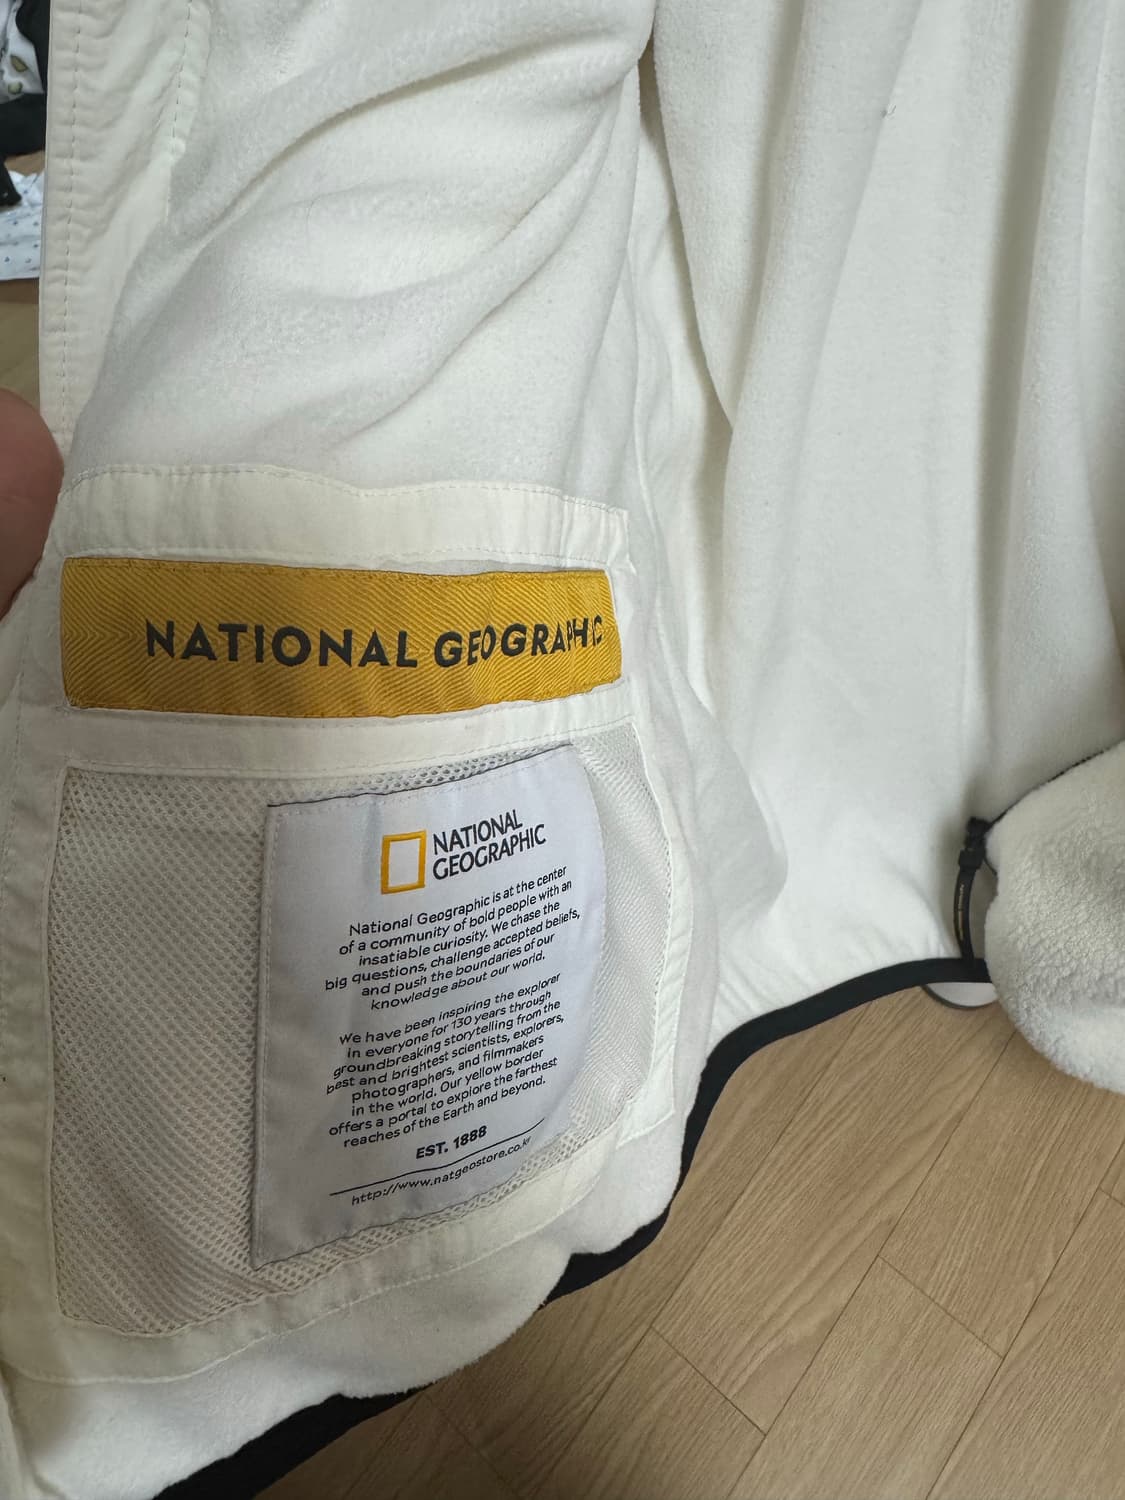 NATIONAL GEOGRAPHIC
NATIONAL
GEOGRAPHIC
National Geographic is at the center
of a community of bold people with an
insatiable curiosity. We chase the
big questions, challenge accepted beliefs,
and push the boundaries of our
knowledge about our world.
We have been inspiring the explorer
in everyone for 130 years through
groundbreaking storytelling from the
best and brightest scientists, explorers,
photographers, and filmmakers
in the world. Our yellow border
offers a portal to explore the farthest
reaches of the Earth and beyond.
EST. 1888
http://www.natgeostore.co.kr